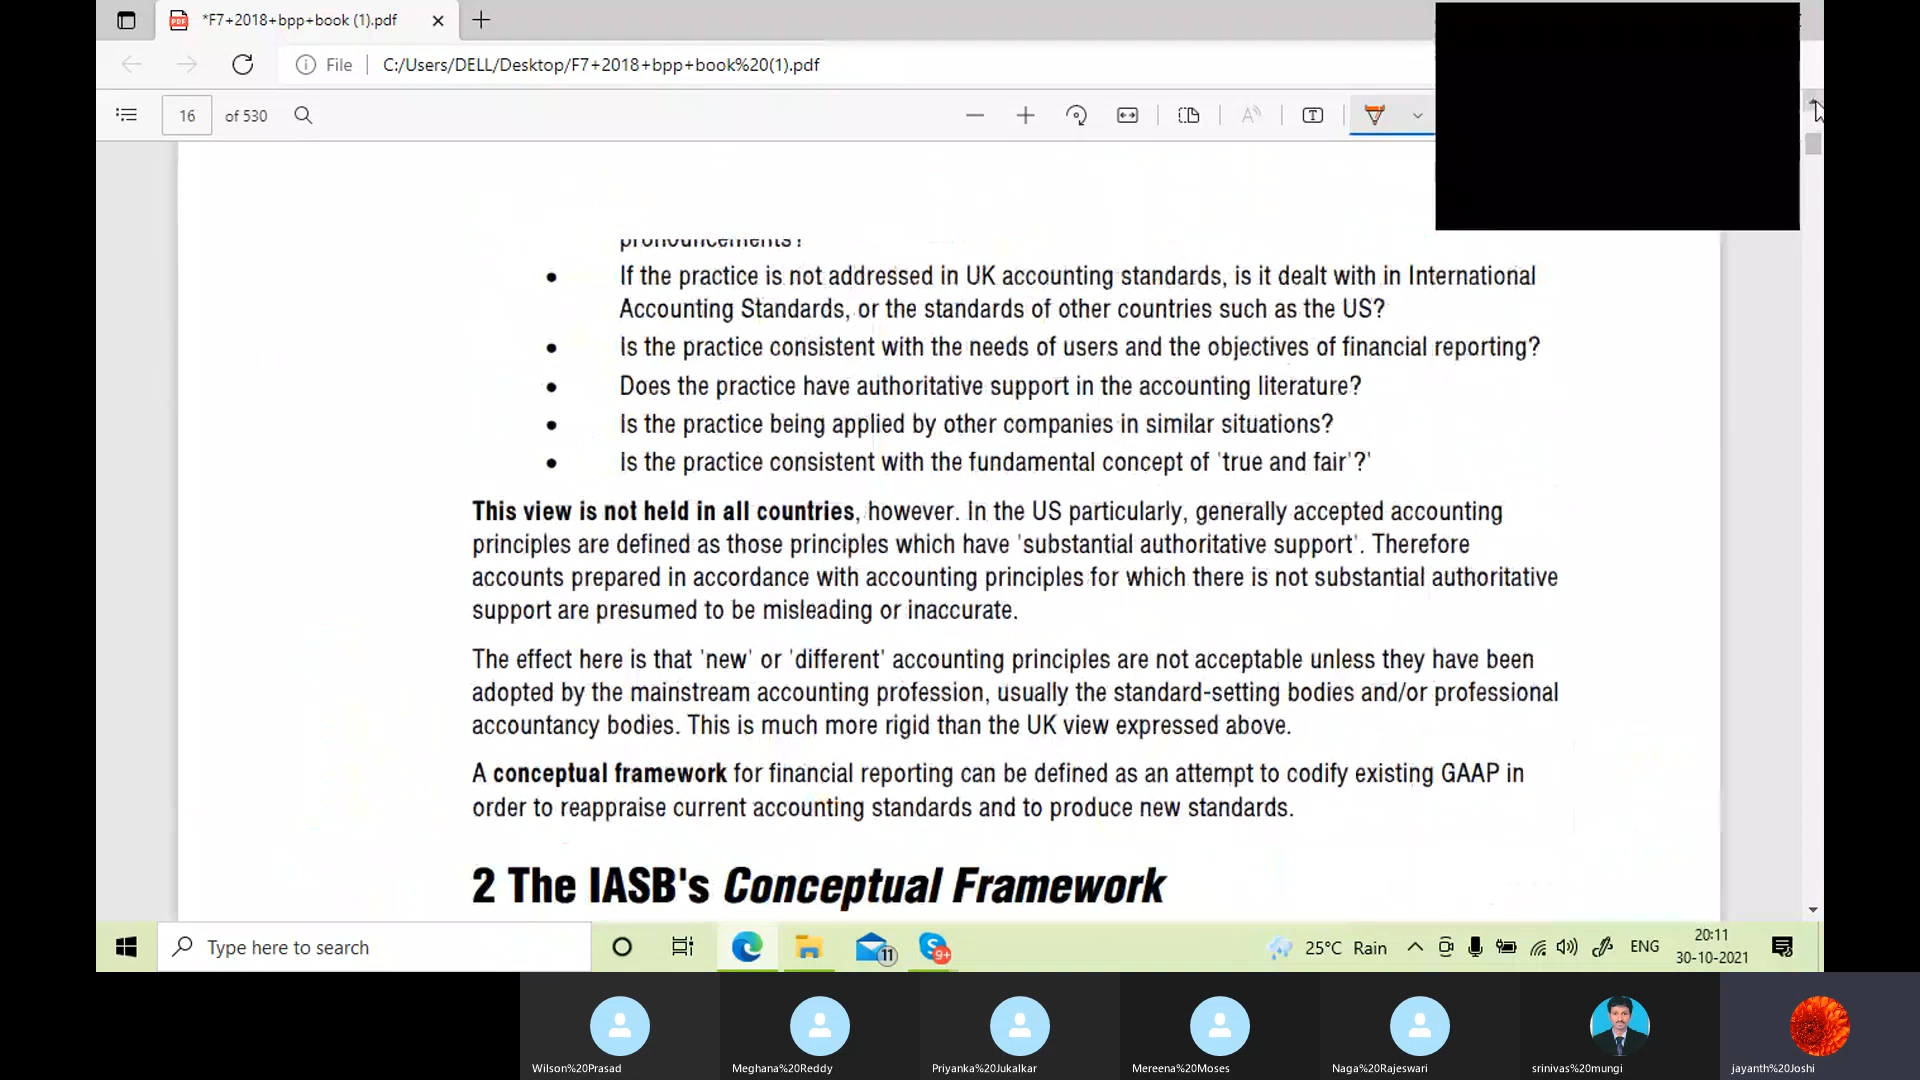 *F7+2018+bpp+book (1).pdf
File
C:/Users/DELL/Desktop/F7+2018+bpp+book%20(1).pdf
16 of 530
pronouncements?
• If the practice is not addressed in UK accounting standards, is it dealt with in International
Accounting Standards, or the standards of other countries such as the US?
• Is the practice consistent with the needs of users and the objectives of financial reporting?
• Does the practice have authoritative support in the accounting literature?
• Is the practice being applied by other companies in similar situations?
• Is the practice consistent with the fundamental concept of 'true and fair'?'
This view is not held in all countries, however. In the US particularly, generally accepted accounting
principles are defined as those principles which have 'substantial authoritative support'. Therefore
accounts prepared in accordance with accounting principles for which there is not substantial authoritative
support are presumed to be misleading or inaccurate.
The effect here is that 'new' or 'different' accounting principles are not acceptable unless they have been
adopted by the mainstream accounting profession, usually the standard-setting bodies and/or professional
accountancy bodies. This is much more rigid than the UK view expressed above.
A conceptual framework for financial reporting can be defined as an attempt to codify existing GAAP in
order to reappraise current accounting standards and to produce new standards.
2 The IASB's Conceptual Framework
Type here to search
11
9+
25°C Rain
ENG
20:11
30-10-2021
Wilson%20Prasad
Meghana%20Reddy
Priyanka%20Jukalkar
Mereena%20Moses
Naga%20Rajeswari
srinivas%20mungi
jayanth%20Joshi